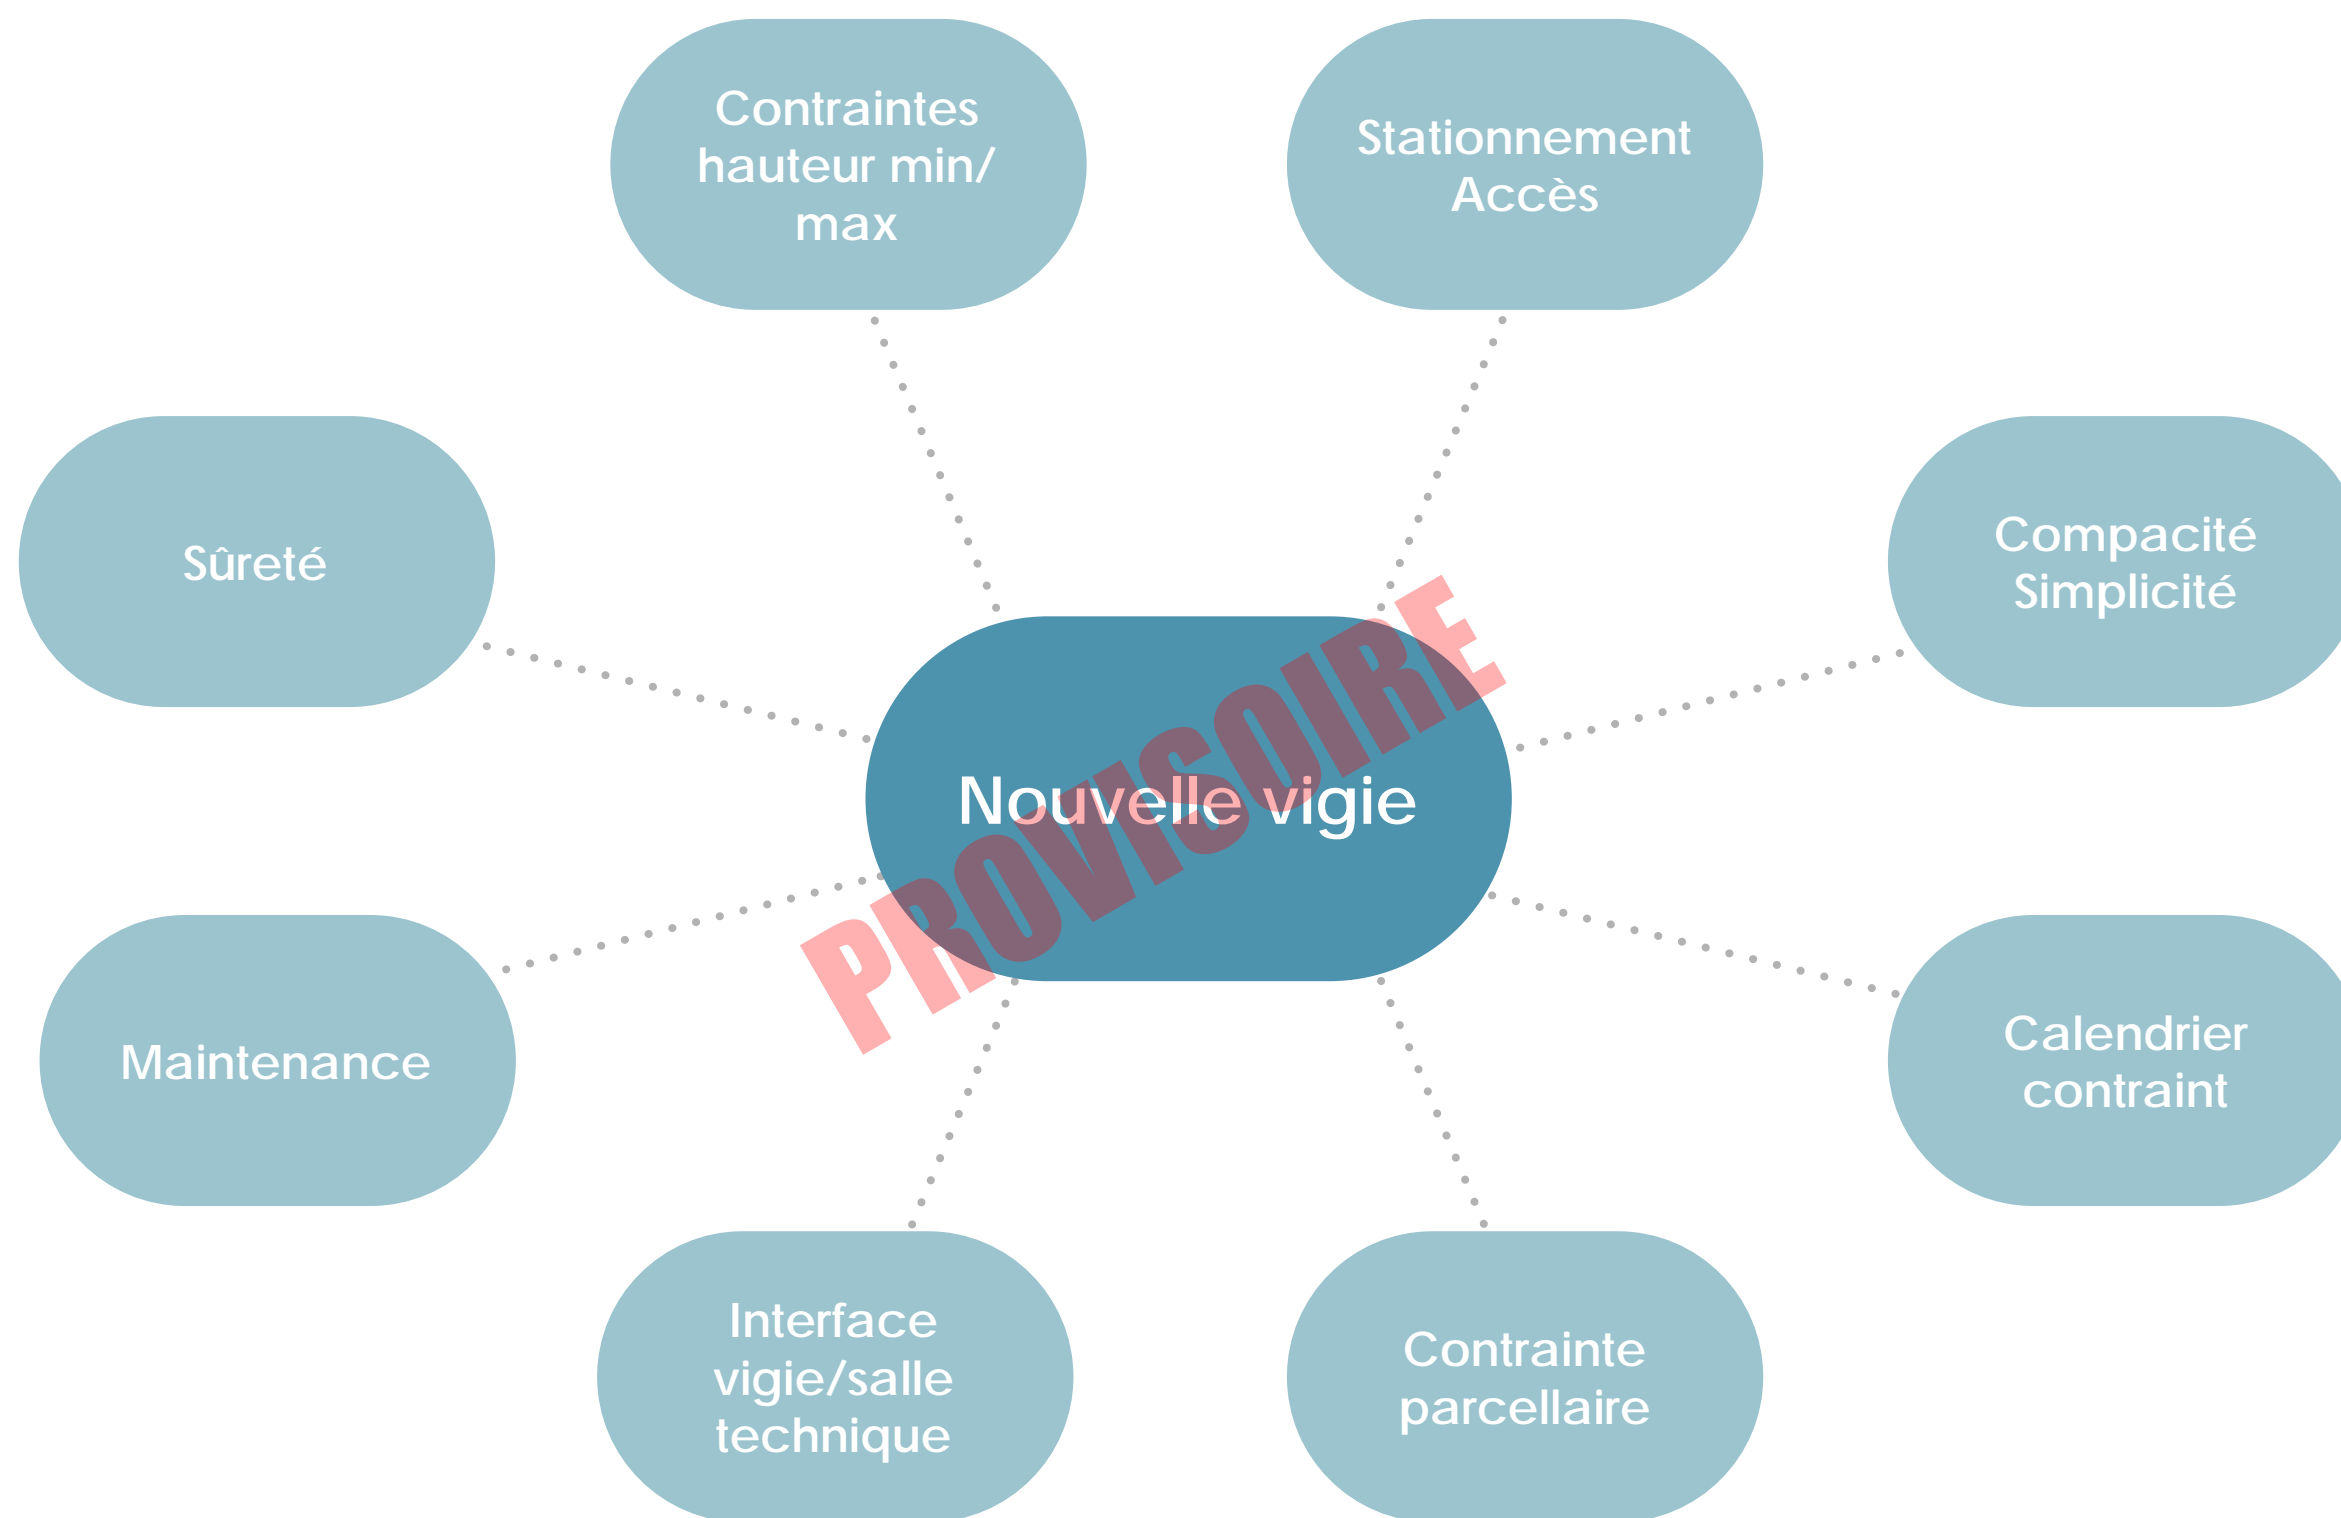 Contraintes
hauteur min/
max
Stationnement
Accès
Sûreté
Compacité
Simplicité
Nouvelle vigie
PROVISOIRE
Maintenance
Calendrier
contraint
Interface
vigie/salle
technique
Contrainte
parcellaire